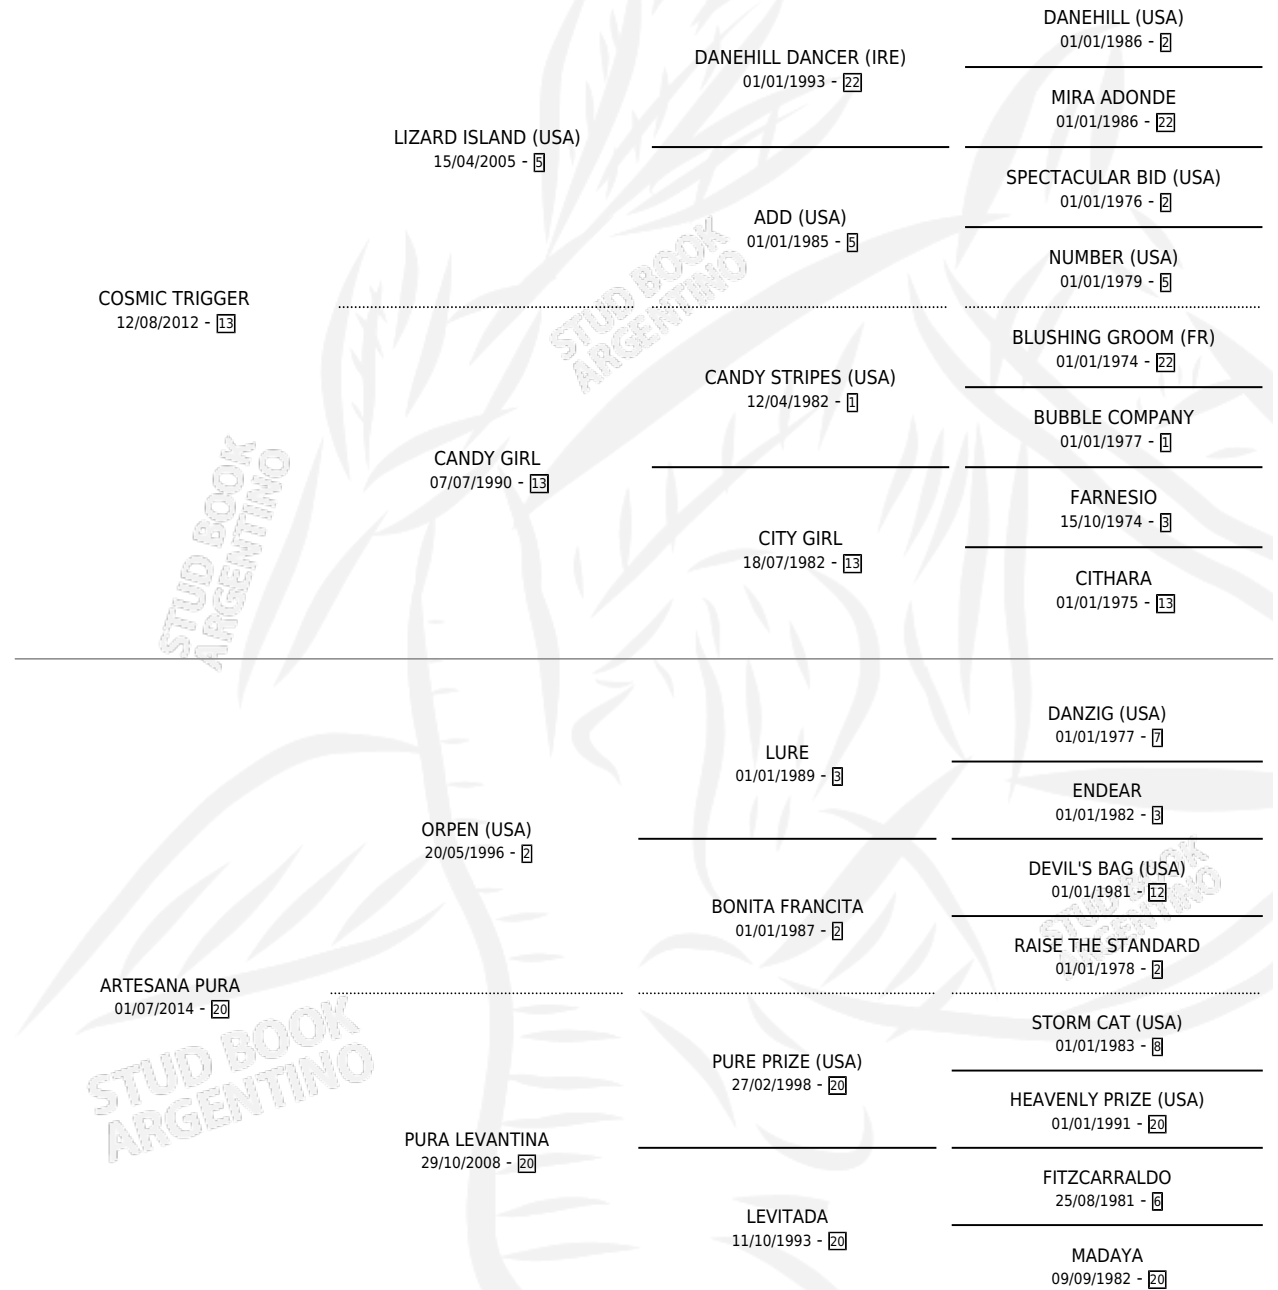 DANEHILL (USA)
01/01/1986 - 2
DANEHILL DANCER (IRE)
01/01/1993 - 22
MIRA ADONDE
01/01/1986 - 22
LIZARD ISLAND (USA)
15/04/2005 - 5
SPECTACULAR BID (USA)
01/01/1976 - 2
ADD (USA)
01/01/1985 - 5
NUMBER (USA)
01/01/1979 - 5
COSMIC TRIGGER
12/08/2012 - 13
BLUSHING GROOM (FR)
01/01/1974 - 22
CANDY STRIPES (USA)
12/04/1982 - 1
BUBBLE COMPANY
01/01/1977 - 1
CANDY GIRL
07/07/1990 - 13
FARNESIO
15/10/1974 - 3
CITY GIRL
18/07/1982 - 13
CITHARA
01/01/1975 - 13
DANZIG (USA)
01/01/1977 - 7
LURE
01/01/1989 - 3
ENDEAR
01/01/1982 - 3
ORPEN (USA)
20/05/1996 - 2
DEVIL'S BAG (USA)
01/01/1981 - 12
BONITA FRANCITA
01/01/1987 - 2
RAISE THE STANDARD
01/01/1978 - 2
ARTESANA PURA
01/07/2014 - 20
STORM CAT (USA)
01/01/1983 - 8
PURE PRIZE (USA)
27/02/1998 - 20
HEAVENLY PRIZE (USA)
01/01/1991 - 20
PURA LEVANTINA
29/10/2008 - 20
FITZCARRALDO
25/08/1981 - 6
LEVITADA
11/10/1993 - 20
MADAYA
09/09/1982 - 20
STUD BOOK
ARGENTINO
STUD BOOK
ARGENTINO
STUD BOOK
ARGENTINO
STUD BOOK
ARGENTINO